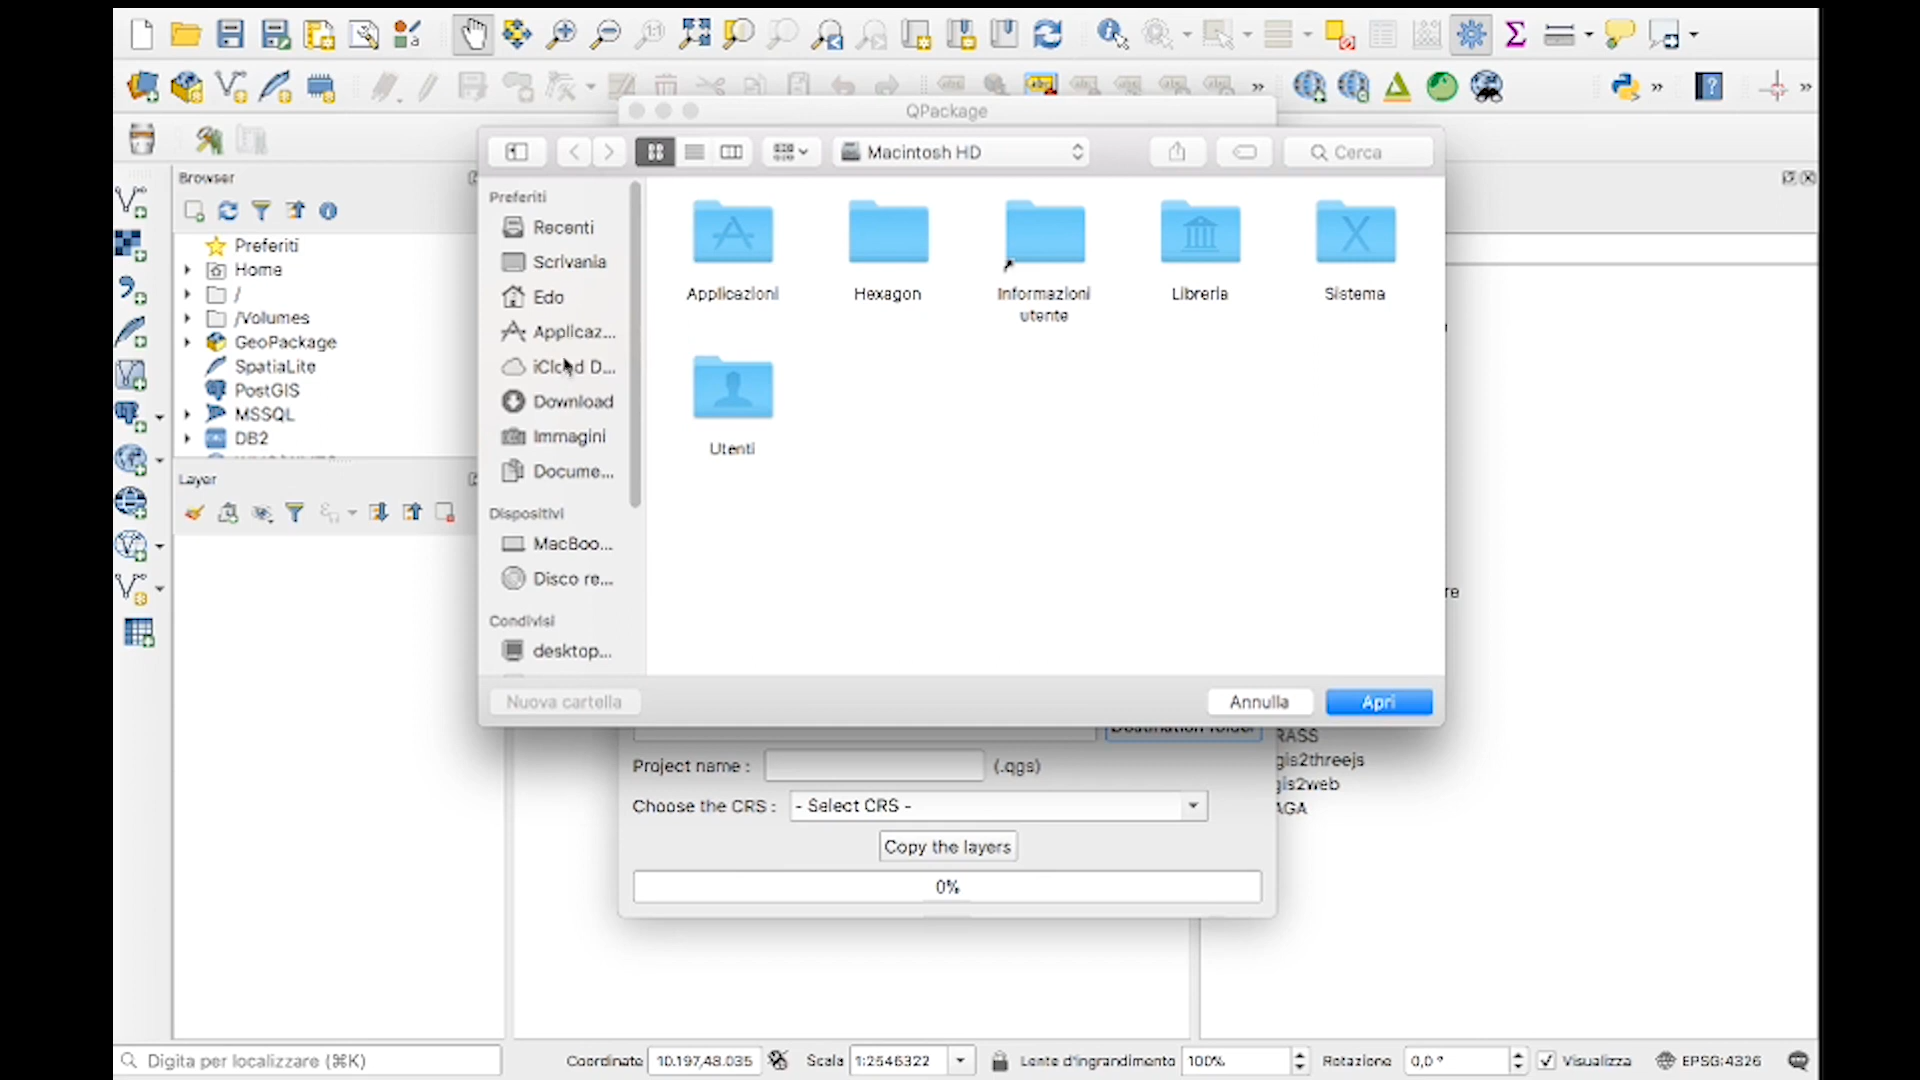 QPackage
Macintosh HD
Cerca
Browser
Preferiti
Home
/
/Volumes
GeoPackage
SpatiaLite
PostGIS
MSSQL
DB2
Layer
Preferiti
Recenti
Scrivania
Edo
Applicaz...
iCloud D...
Download
Immagini
Docume...
Dispositivi
MacBoo...
Disco re...
Condivisi
desktop...
Applicazioni
Hexagon
Informazioni
utente
Libreria
Sistema
Utenti
Nuova cartella
Annulla
Apri
Destination folder
Project name :
(.qgs)
Choose the CRS :
- Select CRS -
Copy the layers
0%
re
RASS
gis2threejs
gis2web
AGA
Digita per localizzare (⌘K)
Coordinate
10.197,48.035
Scala
1:2546322
Lente d'ingrandimento
100%
Rotazione
0,0 °
Visualizza
EPSG:4326